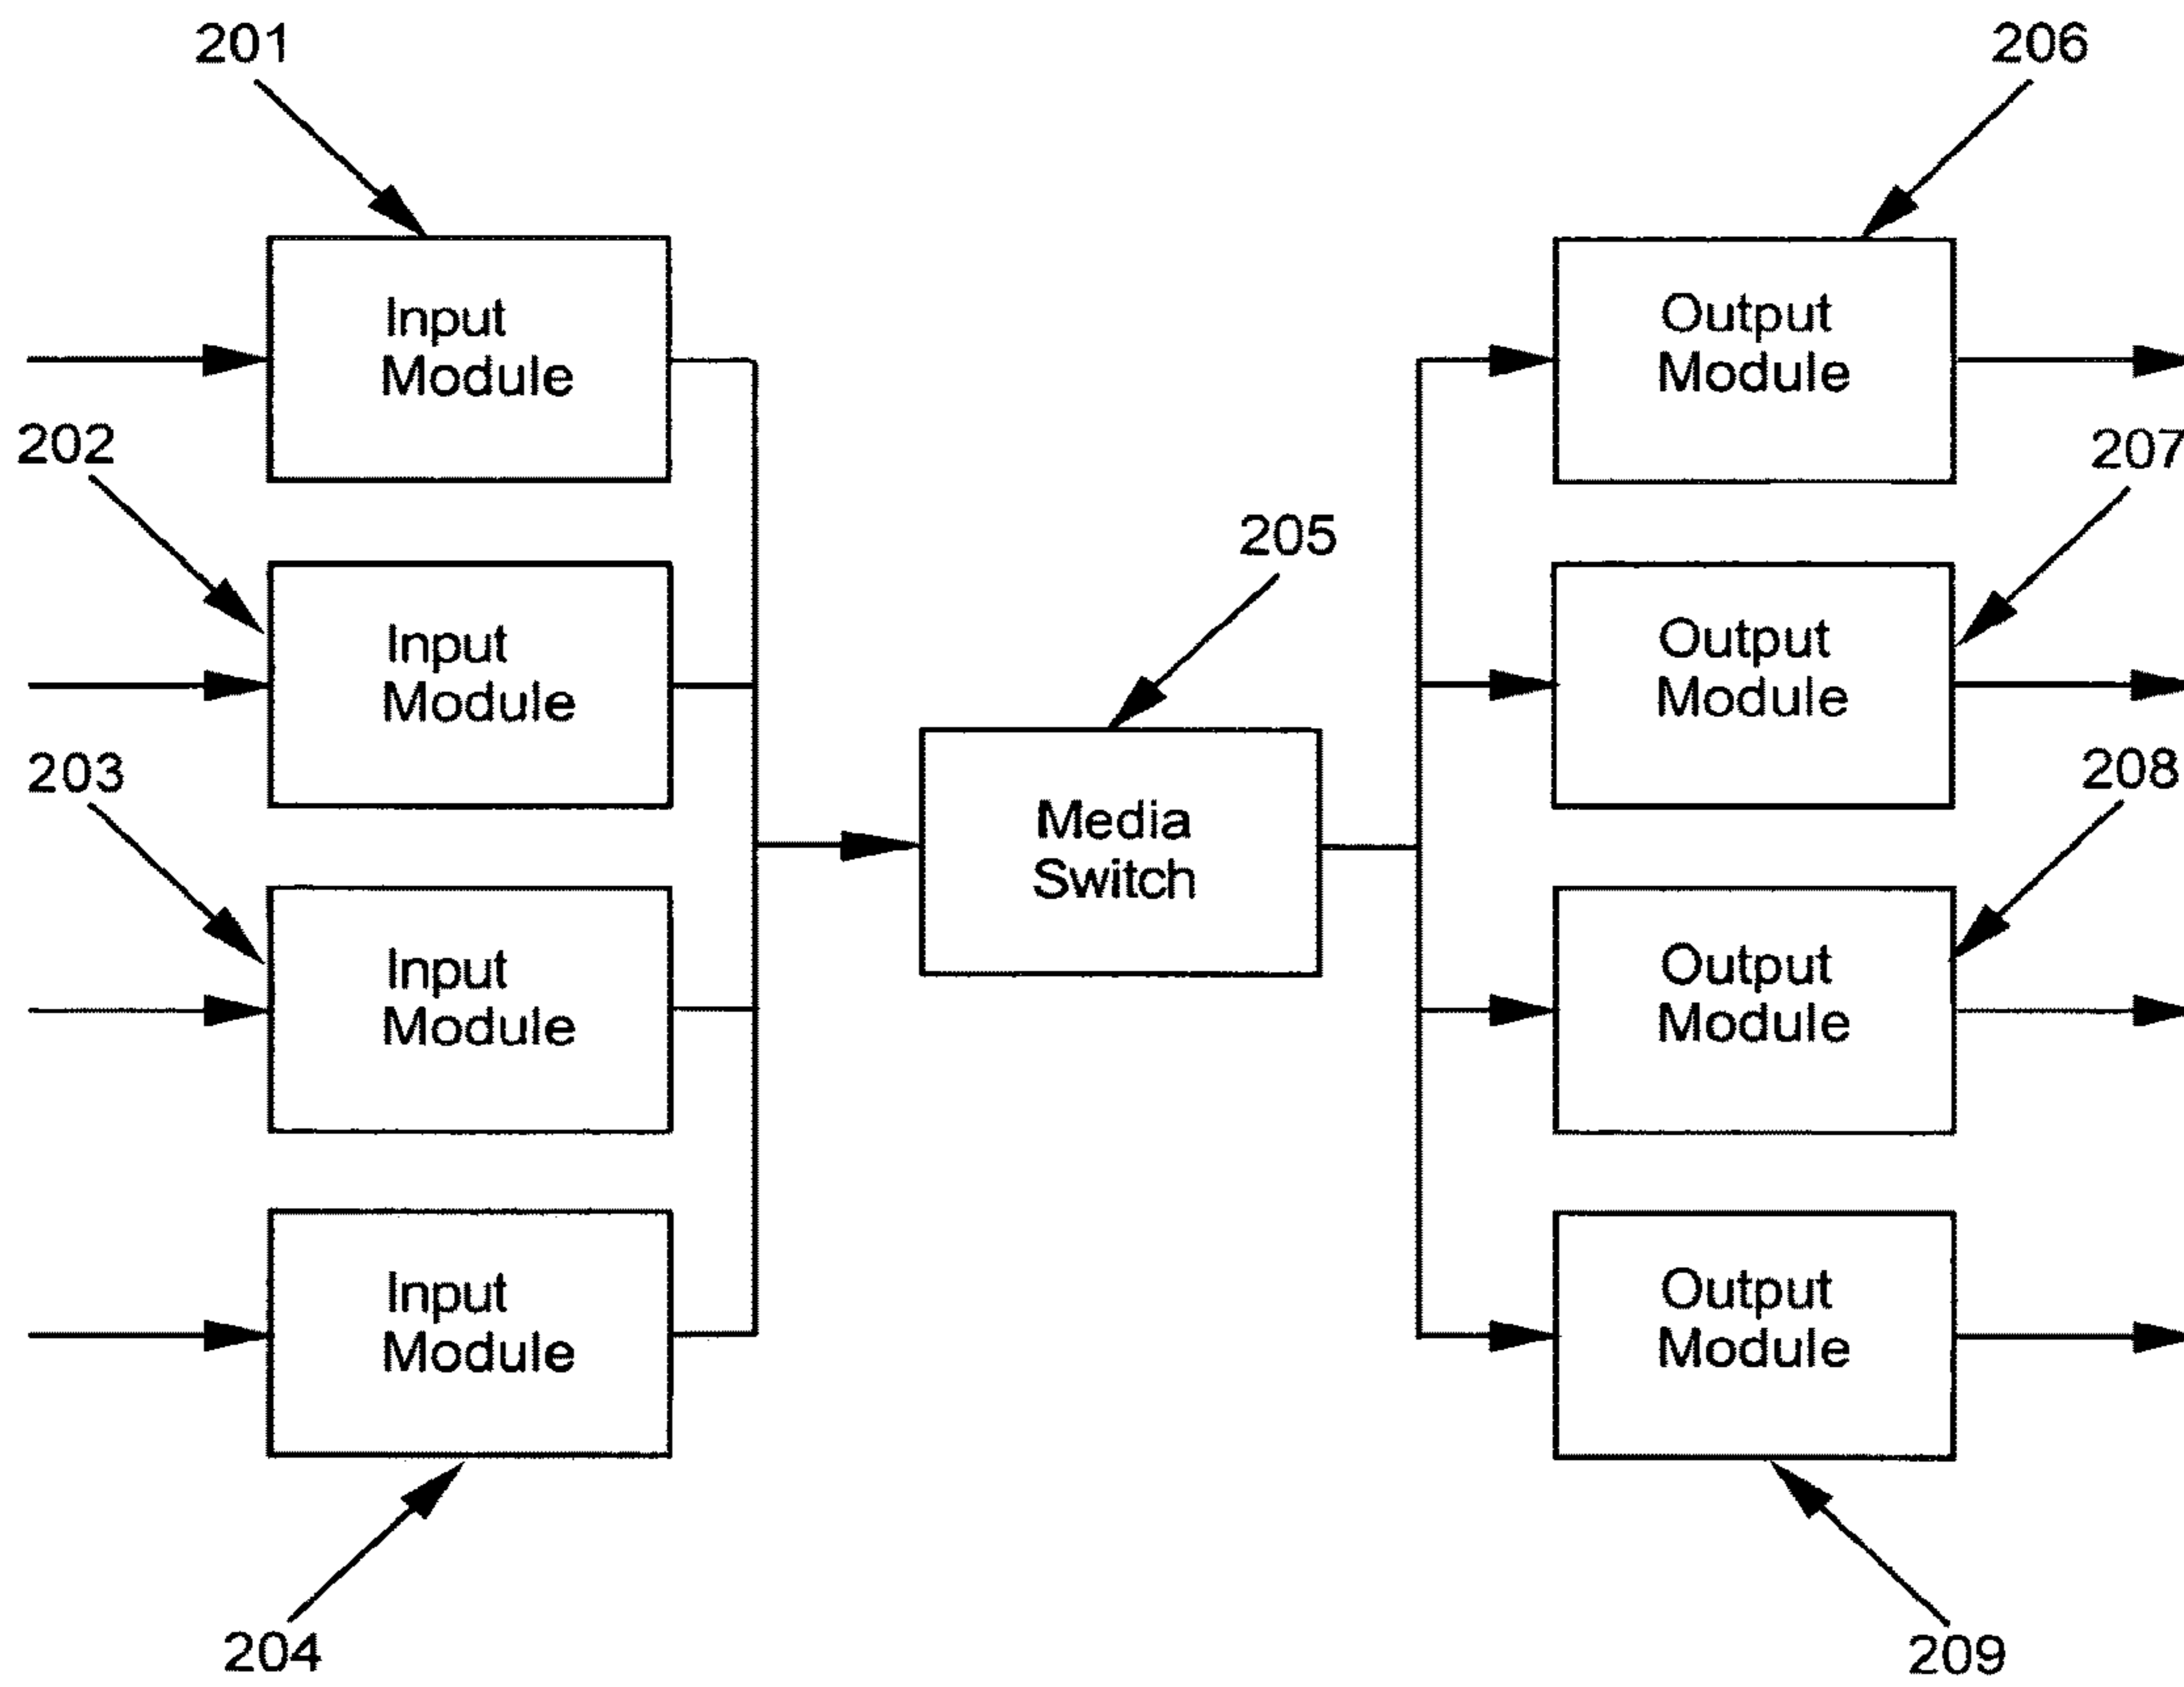 201
206
Input
Module
Output
Module
202
207
205
Input
Module
Output
Module
203
208
Media
Switch
Input
Module
Output
Module
Input
Module
Output
Module
204
209